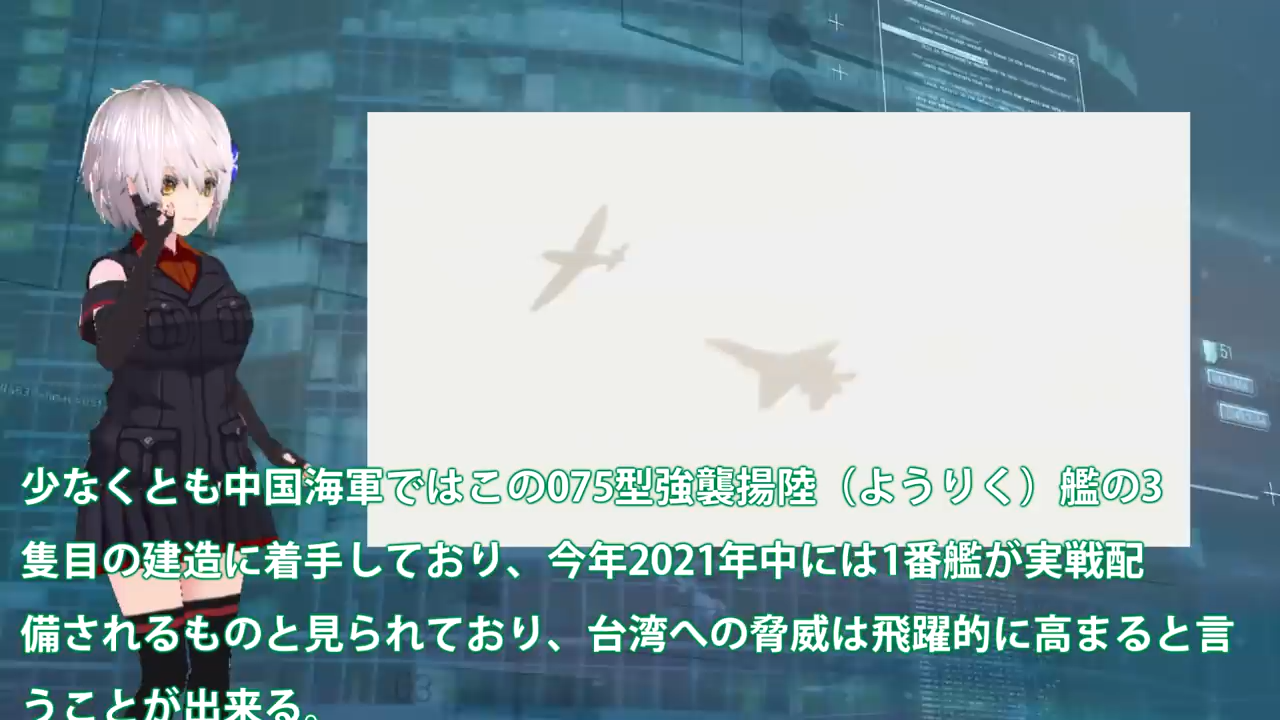 少なくとも中国海軍ではこの075型強襲揚陸（ようりく）艦の3
隻目の建造に着手しており、今年2021年中には1番艦が実戦配
備されるものと見られており、台湾への脅威は飛躍的に高まると言
うことが出来る。